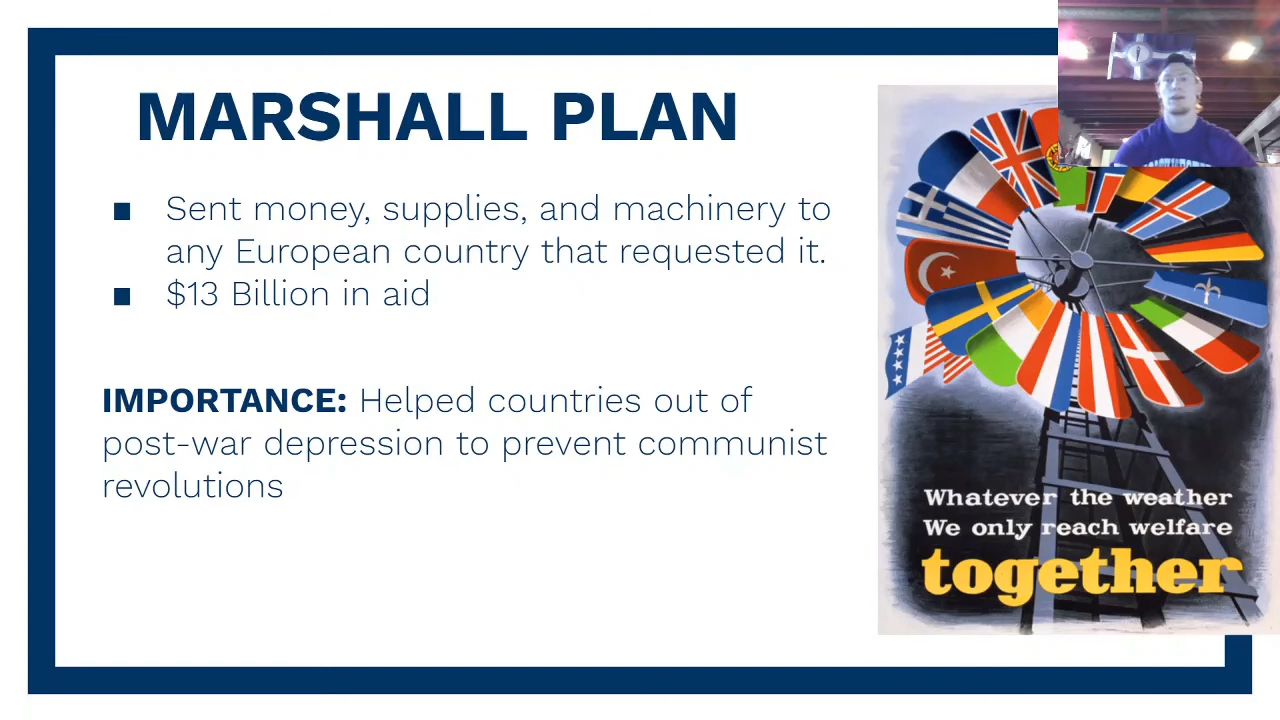 MARSHALL PLAN
■ Sent money, supplies, and machinery to
any European country that requested it.
■ $13 Billion in aid
IMPORTANCE: Helped countries out of
post-war depression to prevent communist
revolutions
Whatever the weather
We only reach welfare
together